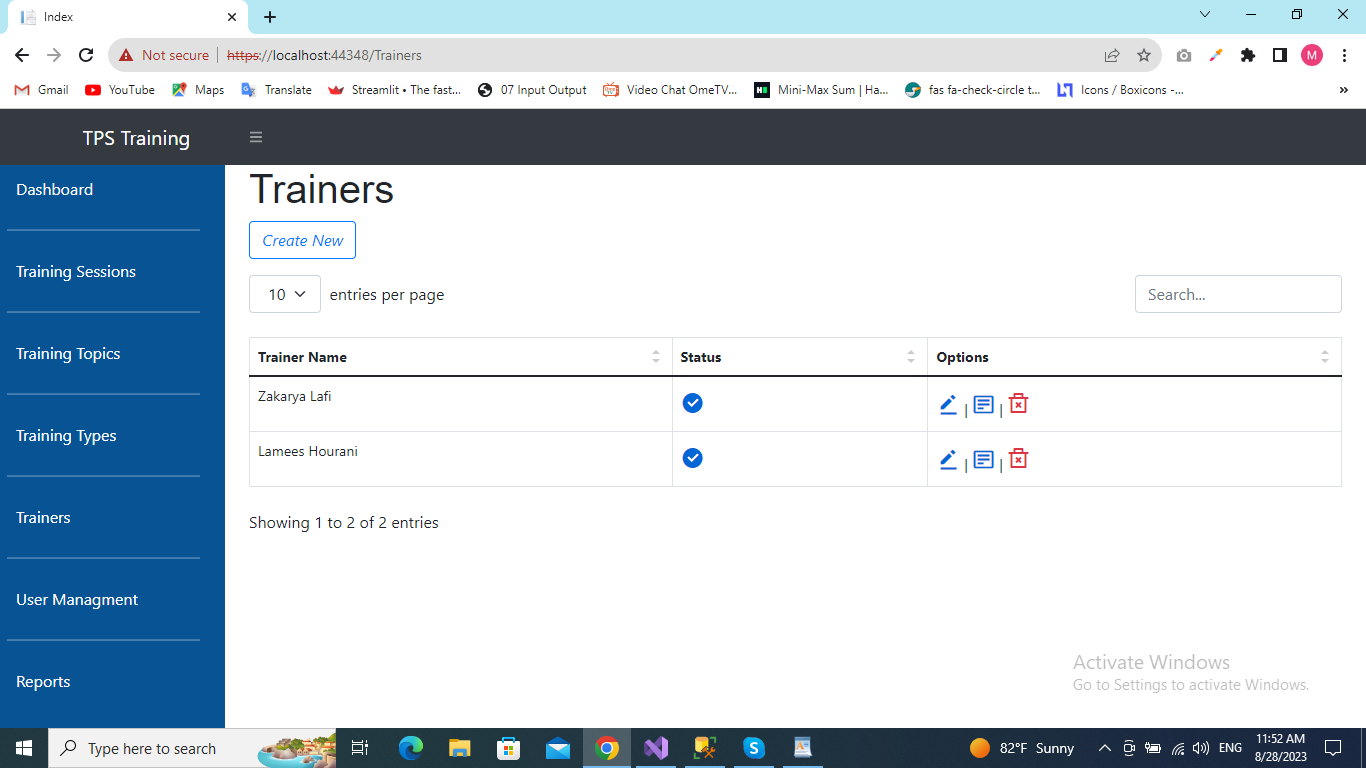 Index
Not secure
https://localhost:44348/Trainers
M
Gmail
YouTube
Maps
Translate
Streamlit • The fast...
07 Input Output
Video Chat OmeTV...
Mini-Max Sum | Ha...
fas fa-check-circle t...
Icons / Boxicons -...
»
TPS Training
Dashboard
Training Sessions
Training Topics
Training Types
Trainers
User Managment
Reports
Trainers
Create New
10 entries per page
Search...
Trainer Name Status Options
Zakarya Lafi | |
Lamees Hourani | |
Showing 1 to 2 of 2 entries
Activate Windows
Go to Settings to activate Windows.
Type here to search
82°F Sunny
ENG
11:52 AM
8/28/2023